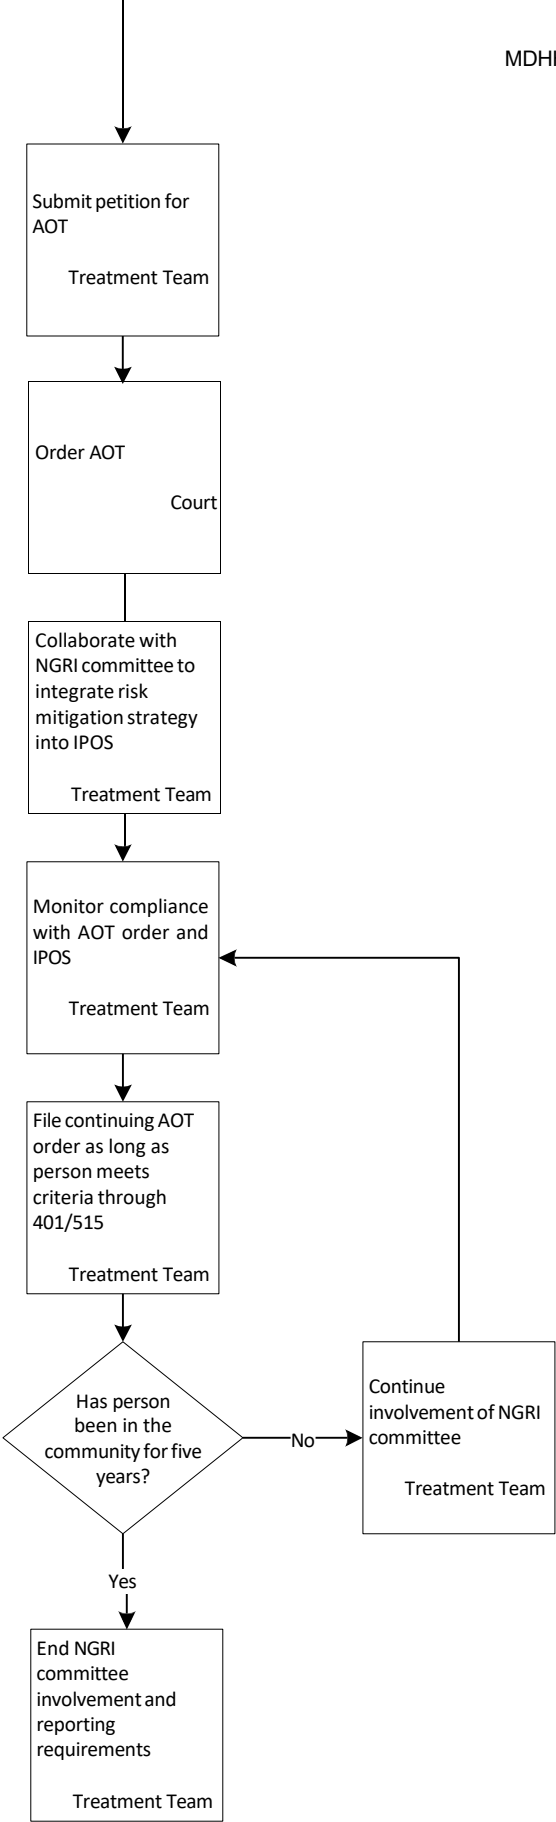 MDHI
Submit petition for
AOT
Treatment Team
Order AOT
Court
Collaborate with
NGRI committee to
integrate risk
mitigation strategy
into IPOS
Treatment Team
Monitor compliance
with AOT order and
IPOS
Treatment Team
File continuing AOT
order as long as
person meets
criteria through
401/515
Treatment Team
Has person
been in the
community for five
years?
No
Continue
involvement of NGRI
committee
Treatment Team
Yes
End NGRI
committee
involvement and
reporting
requirements
Treatment Team